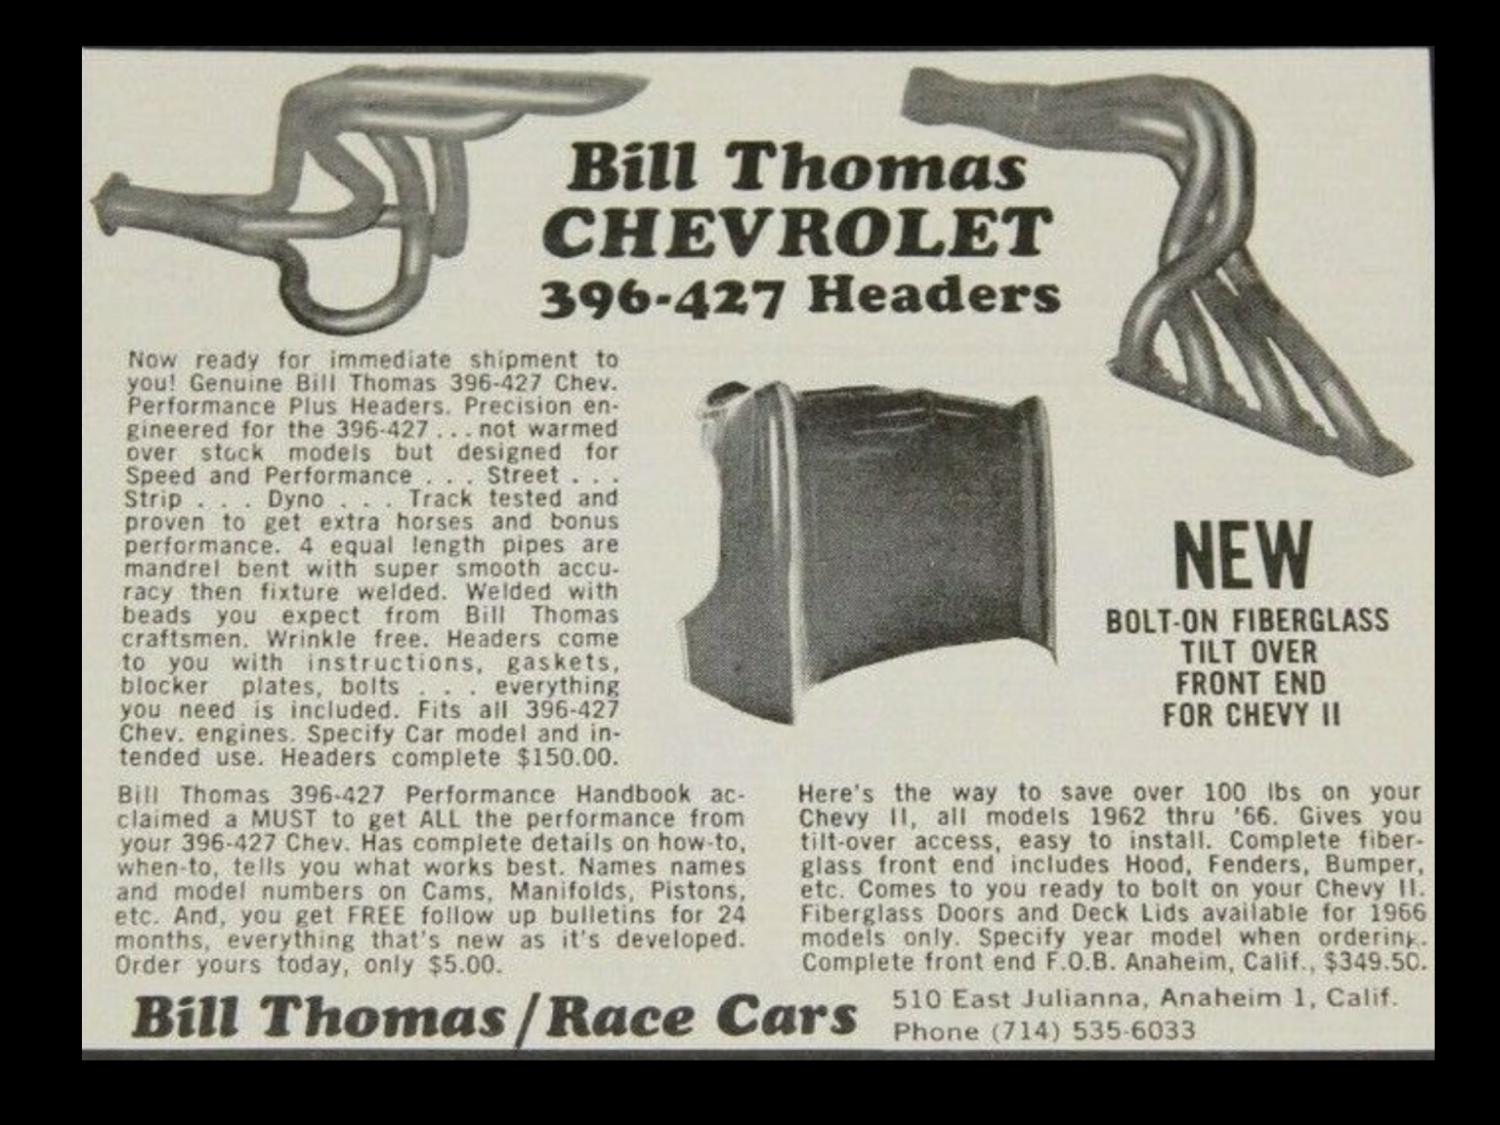 Bill Thomas
CHEVROLET
396-427 Headers
Now ready for immediate shipment to
you! Genuine Bill Thomas 396-427 Chev.
Performance Plus Headers. Precision en-
gineered for the 396-427 ... not warmed
over stock models but designed for
Speed and Performance . . . Street . . .
Strip . . . Dyno . . . Track tested and
proven to get extra horses and bonus
performance. 4 equal length pipes are
mandrel bent with super smooth accu-
racy then fixture welded. Welded with
beads you expect from Bill Thomas
craftsmen. Wrinkle free. Headers come
to you with instructions, gaskets,
blocker plates, bolts . . . everything
you need is included. Fits all 396-427
Chev. engines. Specify Car model and in-
tended use. Headers complete $150.00.
NEW
BOLT-ON FIBERGLASS
TILT OVER
FRONT END
FOR CHEVY II
Bill Thomas 396-427 Performance Handbook ac-
claimed a MUST to get ALL the performance from
your 396-427 Chev. Has complete details on how-to,
when-to, tells you what works best. Names names
and model numbers on Cams, Manifolds, Pistons,
etc. And, you get FREE follow up bulletins for 24
months, everything that's new as it's developed.
Order yours today, only $5.00.
Here's the way to save over 100 lbs on your
Chevy II, all models 1962 thru '66. Gives you
tilt-over access, easy to install. Complete fiber-
glass front end includes Hood, Fenders, Bumper,
etc. Comes to you ready to bolt on your Chevy II.
Fiberglass Doors and Deck Lids available for 1966
models only. Specify year model when ordering.
Complete front end F.O.B. Anaheim, Calif., $349.50.
Bill Thomas/Race Cars
510 East Julianna, Anaheim 1, Calif.
Phone (714) 535-6033